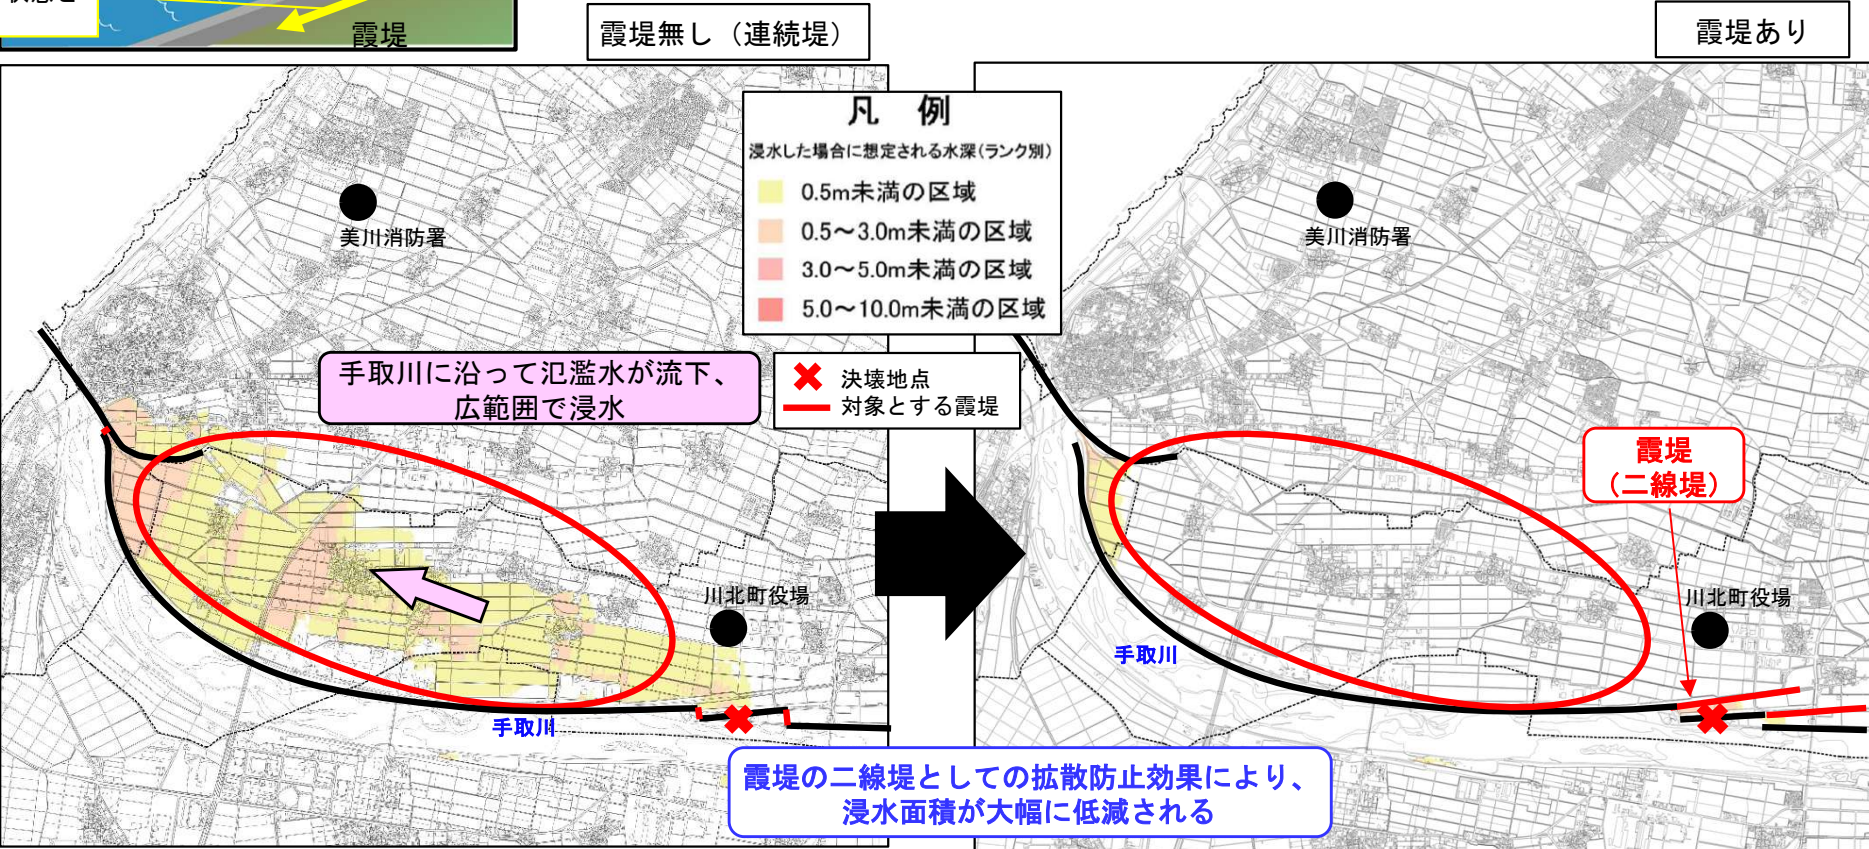 霞堤
霞堤無し（連続堤）
霞堤あり
凡　例
浸水した場合に想定される水深(ランク別)
0.5m未満の区域
0.5～3.0m未満の区域
3.0～5.0m未満の区域
5.0～10.0m未満の区域
決壊地点
対象とする霞堤
美川消防署
手取川に沿って氾濫水が流下、
広範囲で浸水
川北町役場
手取川
美川消防署
霞堤
（二線堤）
川北町役場
手取川
霞堤の二線堤としての拡散防止効果により、
浸水面積が大幅に低減される